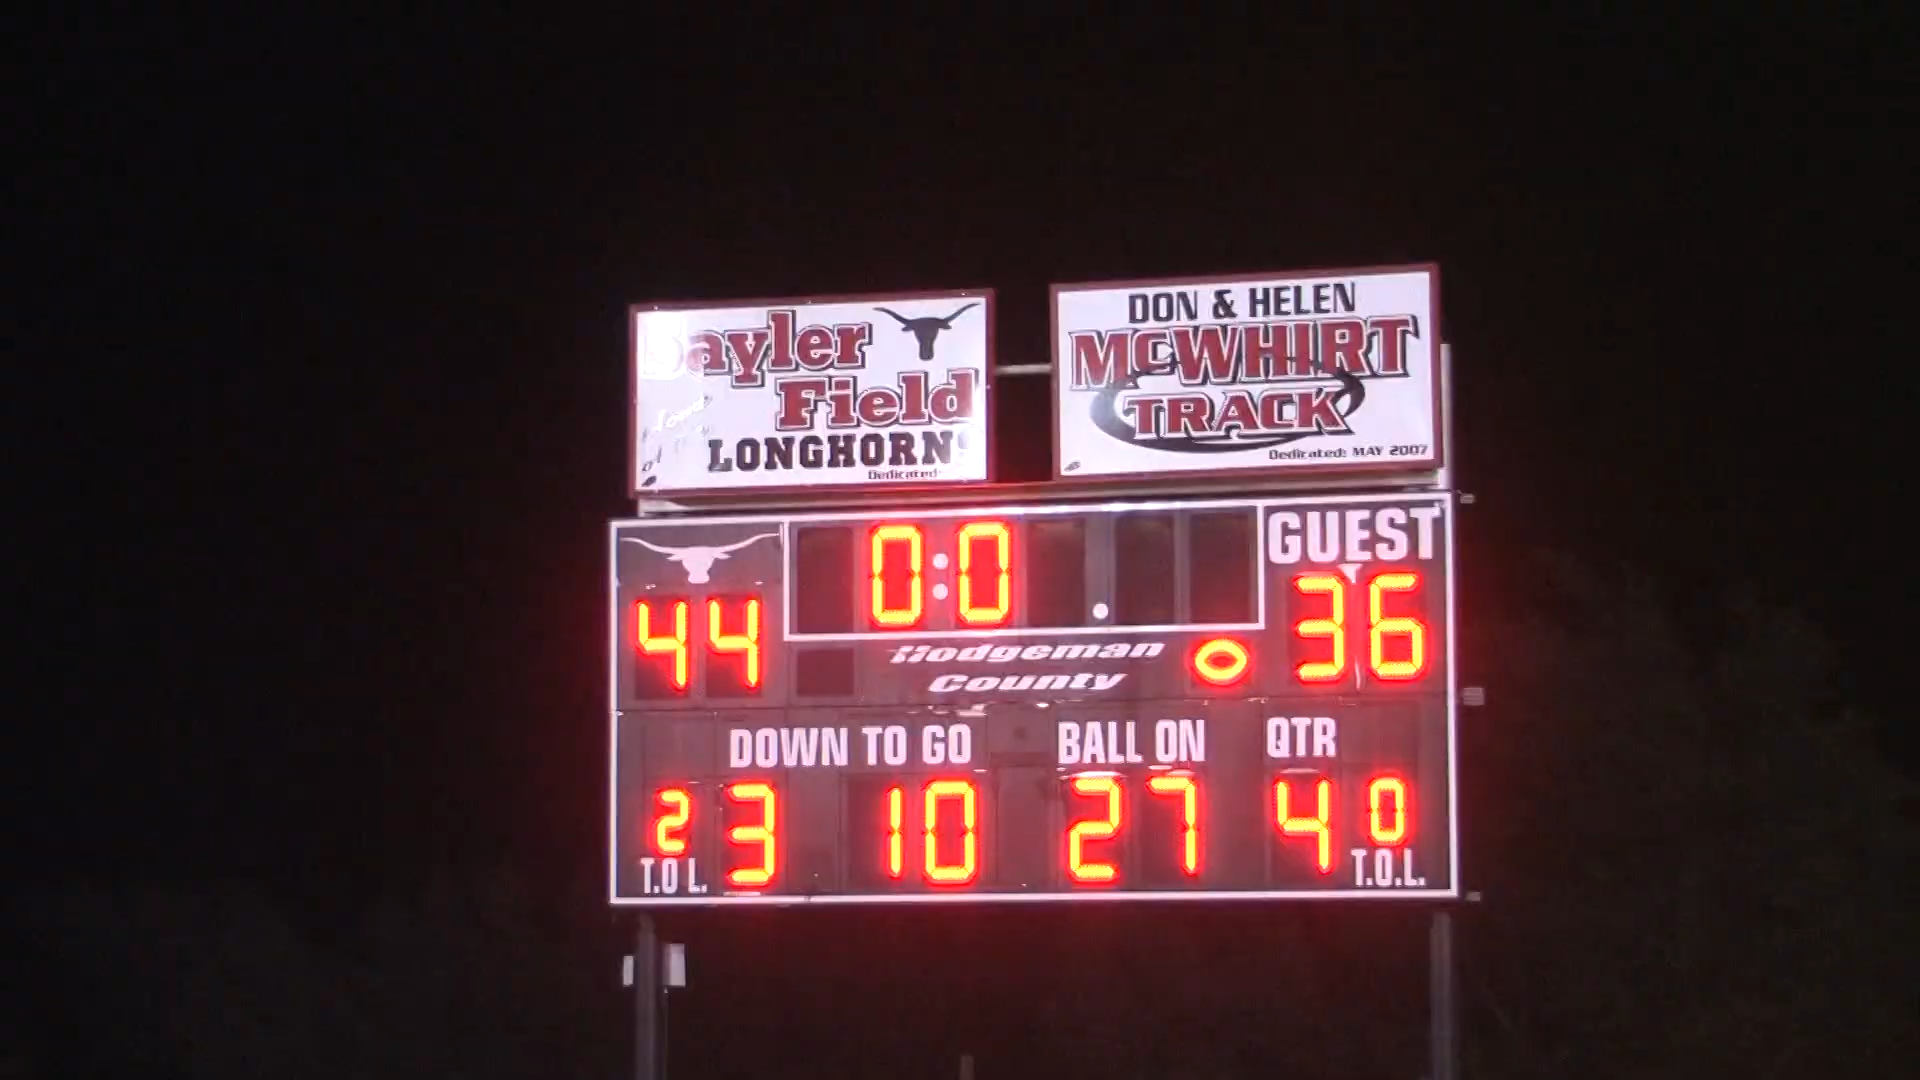 Sayler
Field
LONGHORNS
Dedicated:
DON & HELEN
MCWHIRT
TRACK
Dedicated: MAY 2007
0:0 .
GUEST
44
36
Hodgeman
County
DOWN TO GO BALL ON QTR
2 3 10 27 4 0
T.O.L. T.O.L.